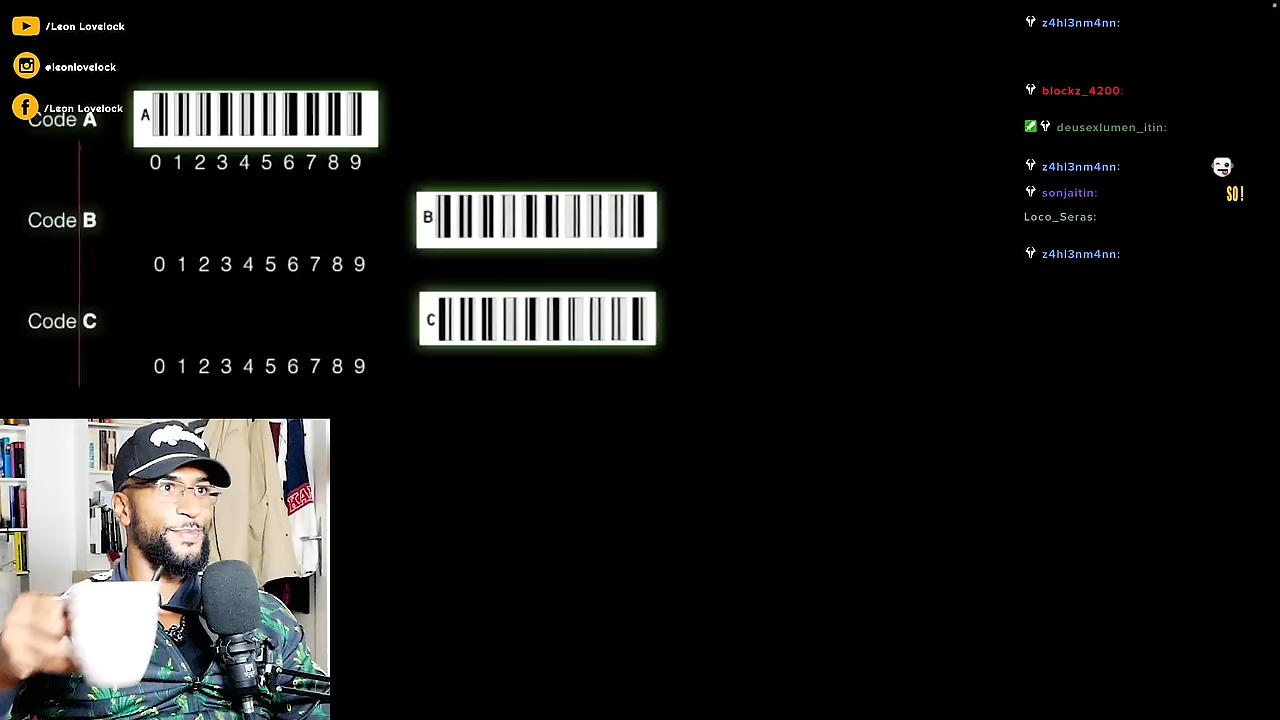 /Leon Lovelock
@leonlovelock
/Leon Lovelock
Code A
A
0 1 2 3 4 5 6 7 8 9
Code B
B
0 1 2 3 4 5 6 7 8 9
Code C
C
0 1 2 3 4 5 6 7 8 9
z4hl3nm4nn:
blockz_4200:
deusexlumen_itin:
z4hl3nm4nn:
sonjaitin:
SO!
Loco_Seras:
z4hl3nm4nn: